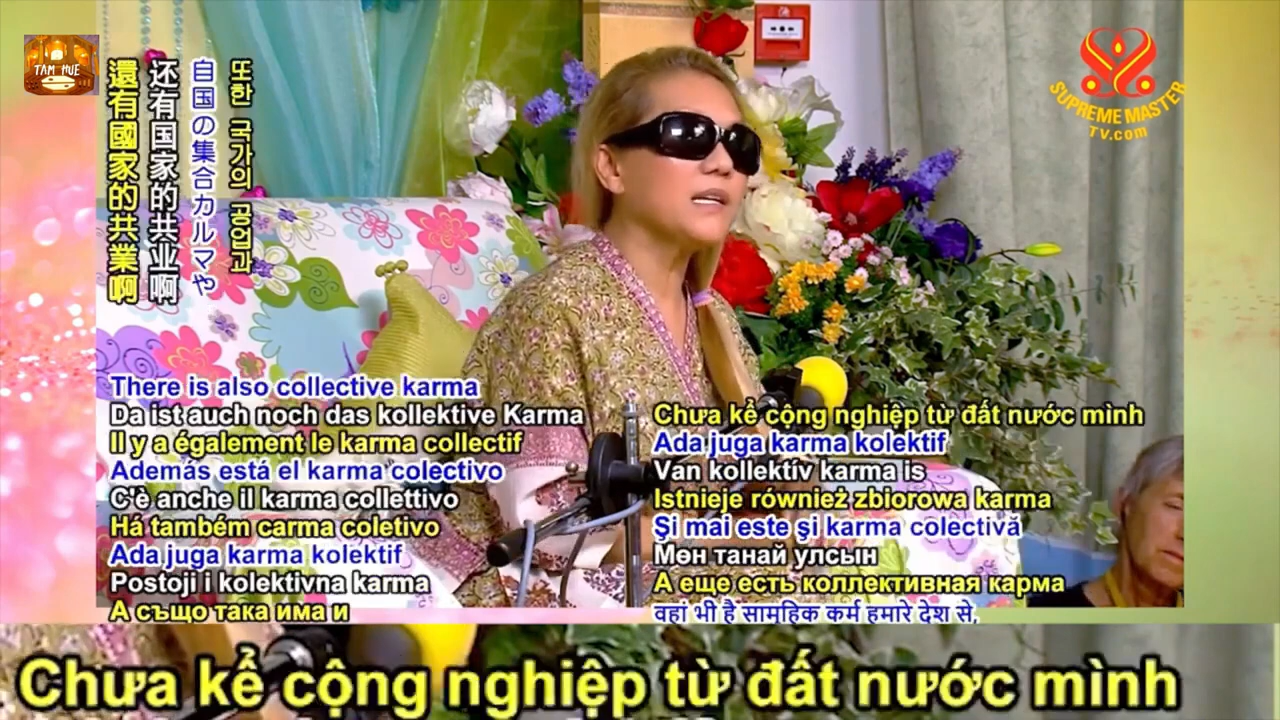 TAM HUE
還有國家的共業啊
还有国家的共业啊
自国の集合カルマや
또한 국가의 공업과
SUPREME MASTER
TV.com
There is also collective karma
Da ist auch noch das kollektive Karma
Il y a également le karma collectif
Además está el karma colectivo
C'è anche il karma collettivo
Há também carma coletivo
Ada juga karma kolektif
Postoji i kolektivna karma
А също така има и
Chưa kể cộng nghiệp từ đất nước mình
Ada juga karma kolektif
Ván kollektív karma is
Istnieje również zbiorowa karma
Şi mai este şi karma colectivă
Мөн танай улсын
А еще есть коллективная карма
वहां भी है सामूहिक कर्म हमारे देश से,
Chưa kể cộng nghiệp từ đất nước mình